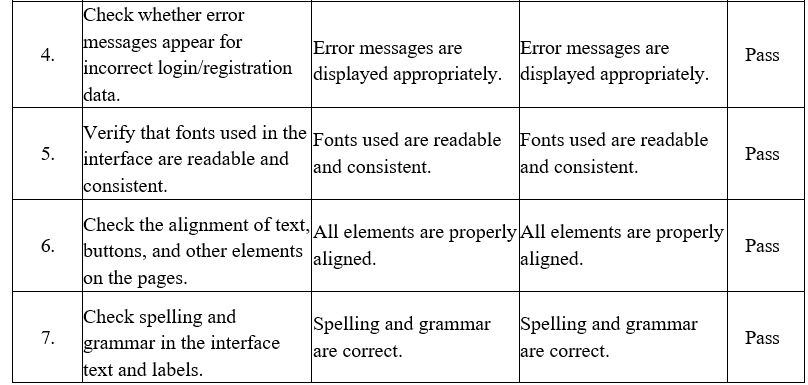 4.
Check whether error
messages appear for
incorrect login/registration
data.
Error messages are
displayed appropriately.
Error messages are
displayed appropriately.
Pass
5.
Verify that fonts used in the
interface are readable and
consistent.
Fonts used are readable
and consistent.
Fonts used are readable
and consistent.
Pass
6.
Check the alignment of text,
buttons, and other elements
on the pages.
All elements are properly
aligned.
All elements are properly
aligned.
Pass
7.
Check spelling and
grammar in the interface
text and labels.
Spelling and grammar
are correct.
Spelling and grammar
are correct.
Pass